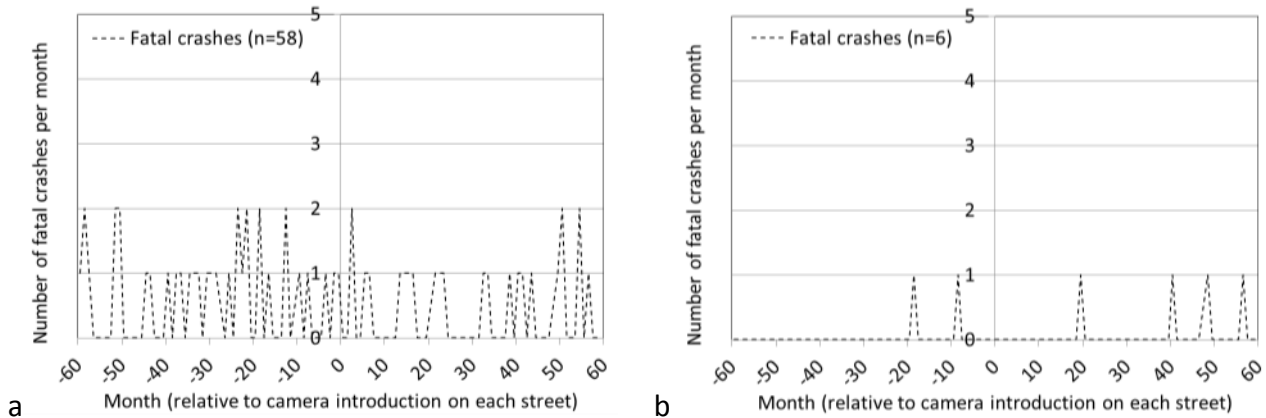 Number of fatal crashes per month
Fatal crashes (n=58)
5
4
3
2
1
0
-60 -50 -40 -30 -20 -10 0 10 20 30 40 50 60
Month (relative to camera introduction on each street)
a
Number of fatal crashes per month
Fatal crashes (n=6)
5
4
3
2
1
0
-60 -50 -40 -30 -20 -10 0 10 20 30 40 50 60
Month (relative to camera introduction on each street)
b